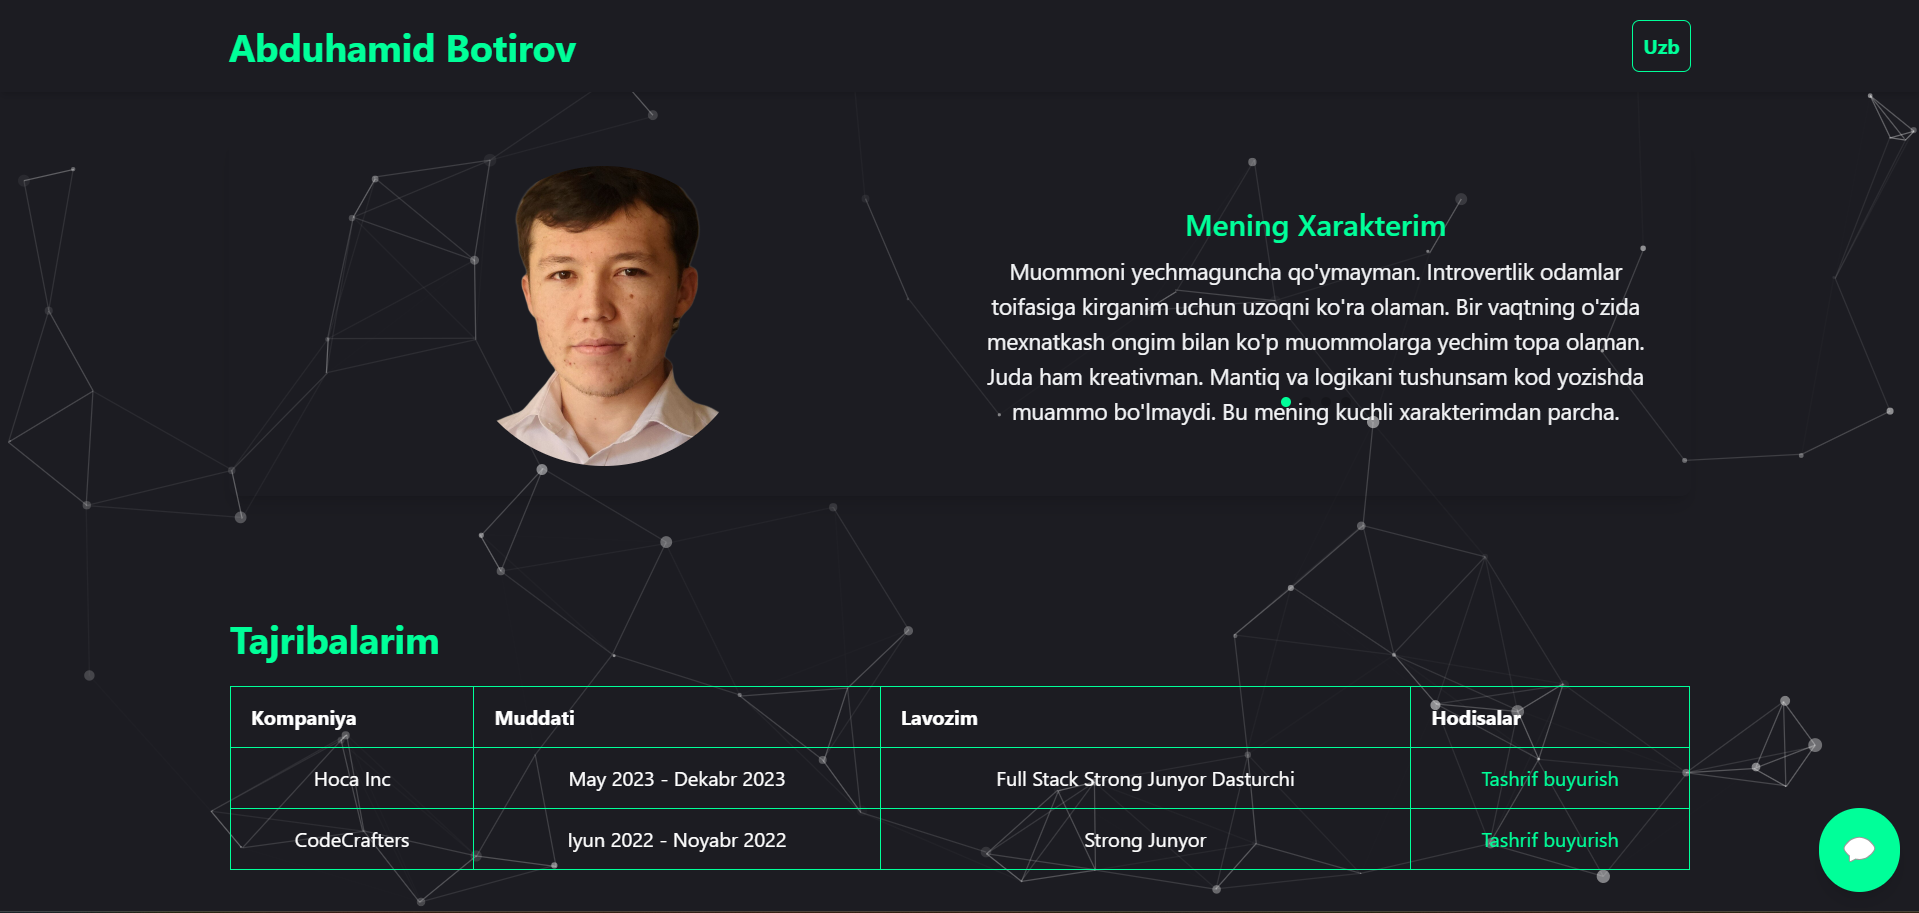 Abduhamid Botirov
Uzb
Mening Xarakterim
Muommoni yechmaguncha qo'ymayman. Introvertlik odamlar
toifasiga kirganim uchun uzoqni ko'ra olaman. Bir vaqtning o'zida
mexnatkash ongim bilan ko'p muommolarga yechim topa olaman.
Juda ham kreativman. Mantiq va logikani tushunsam kod yozishda
muammo bo'lmaydi. Bu mening kuchli xarakterimdan parcha.
Tajribalarim
Kompaniya Muddati Lavozim Hodisalar
Hoca Inc May 2023 - Dekabr 2023 Full Stack Strong Junyor Dasturchi Tashrif buyurish
CodeCrafters Iyun 2022 - Noyabr 2022 Strong Junyor Tashrif buyurish